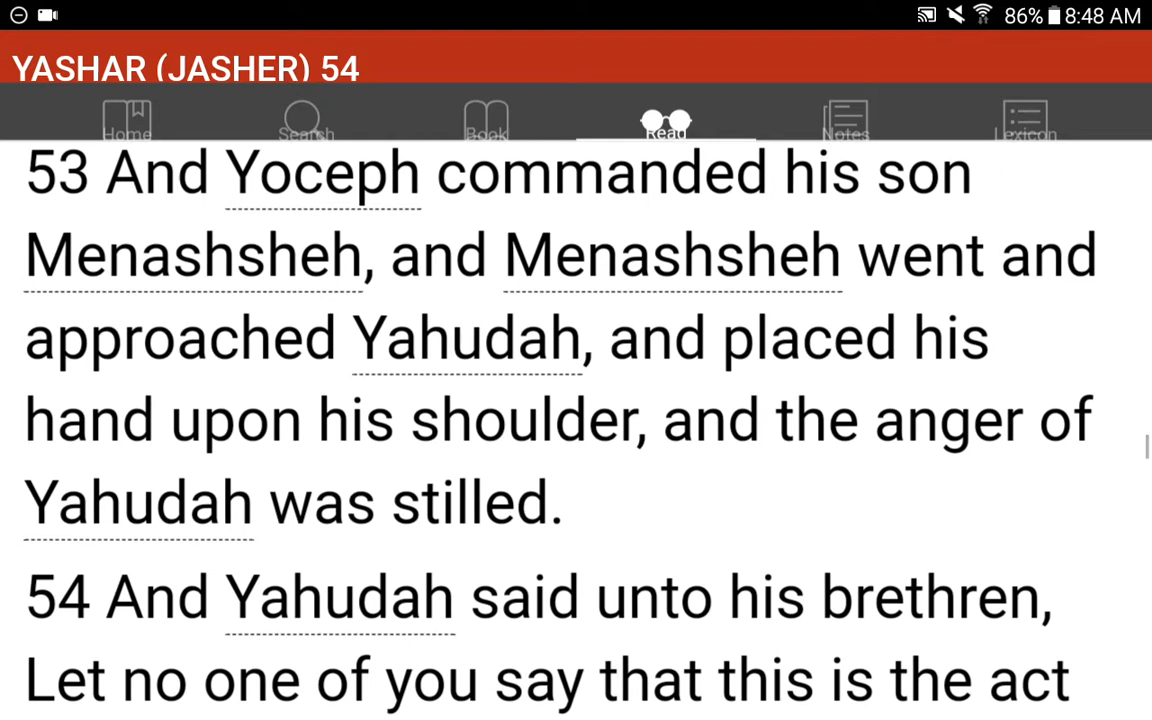 86% 8:48 AM
YASHAR (JASHER) 54
Home Search Book Read Notes Lexicon
53 And Yoceph commanded his son
Menashsheh, and Menashsheh went and
approached Yahudah, and placed his
hand upon his shoulder, and the anger of
Yahudah was stilled.
54 And Yahudah said unto his brethren,
Let no one of you say that this is the act